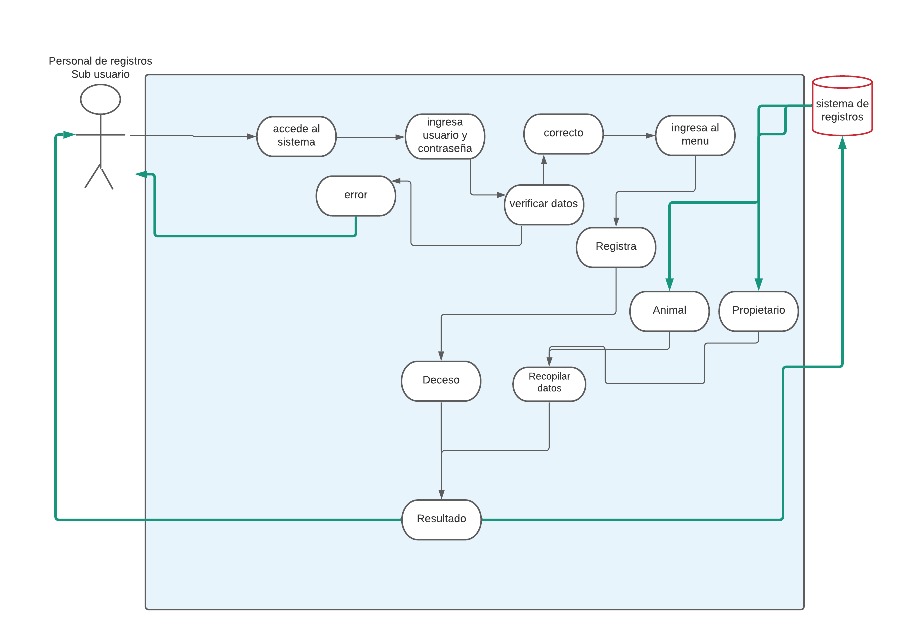 Personal de registros
Sub usuario
accede al
sistema
ingresa
usuario y
contraseña
correcto
ingresa al
menu
sistema de
registros
error
verificar datos
Registra
Animal
Propietario
Deceso
Recopilar
datos
Resultado